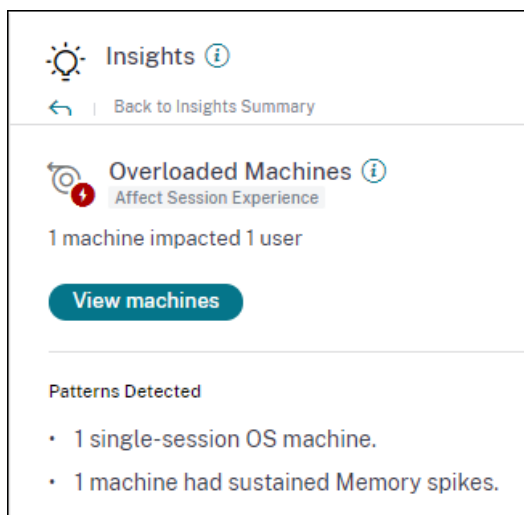 Insights
Back to Insights Summary
Overloaded Machines
Affect Session Experience
1 machine impacted 1 user
View machines
Patterns Detected
• 1 single-session OS machine.
• 1 machine had sustained Memory spikes.